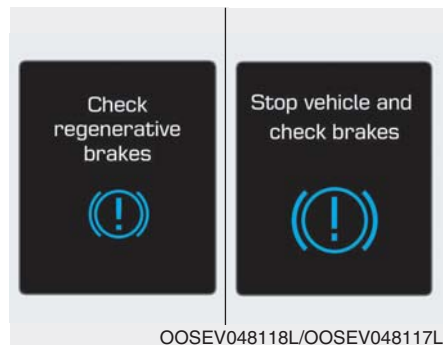 Check
regenerative
brakes
Stop vehicle and
check brakes
OOSEV048118L/OOSEV048117L